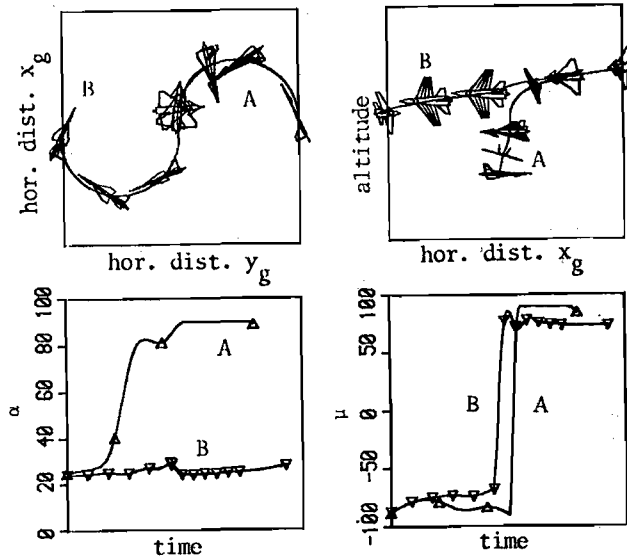 hor. dist. x_g
B
A
hor. dist. y_g
altitude
B
A
hor. dist. x_g
α
100
80
60
40
20
0
A
B
time
μ
100
50
0
-50
-100
B
A
time